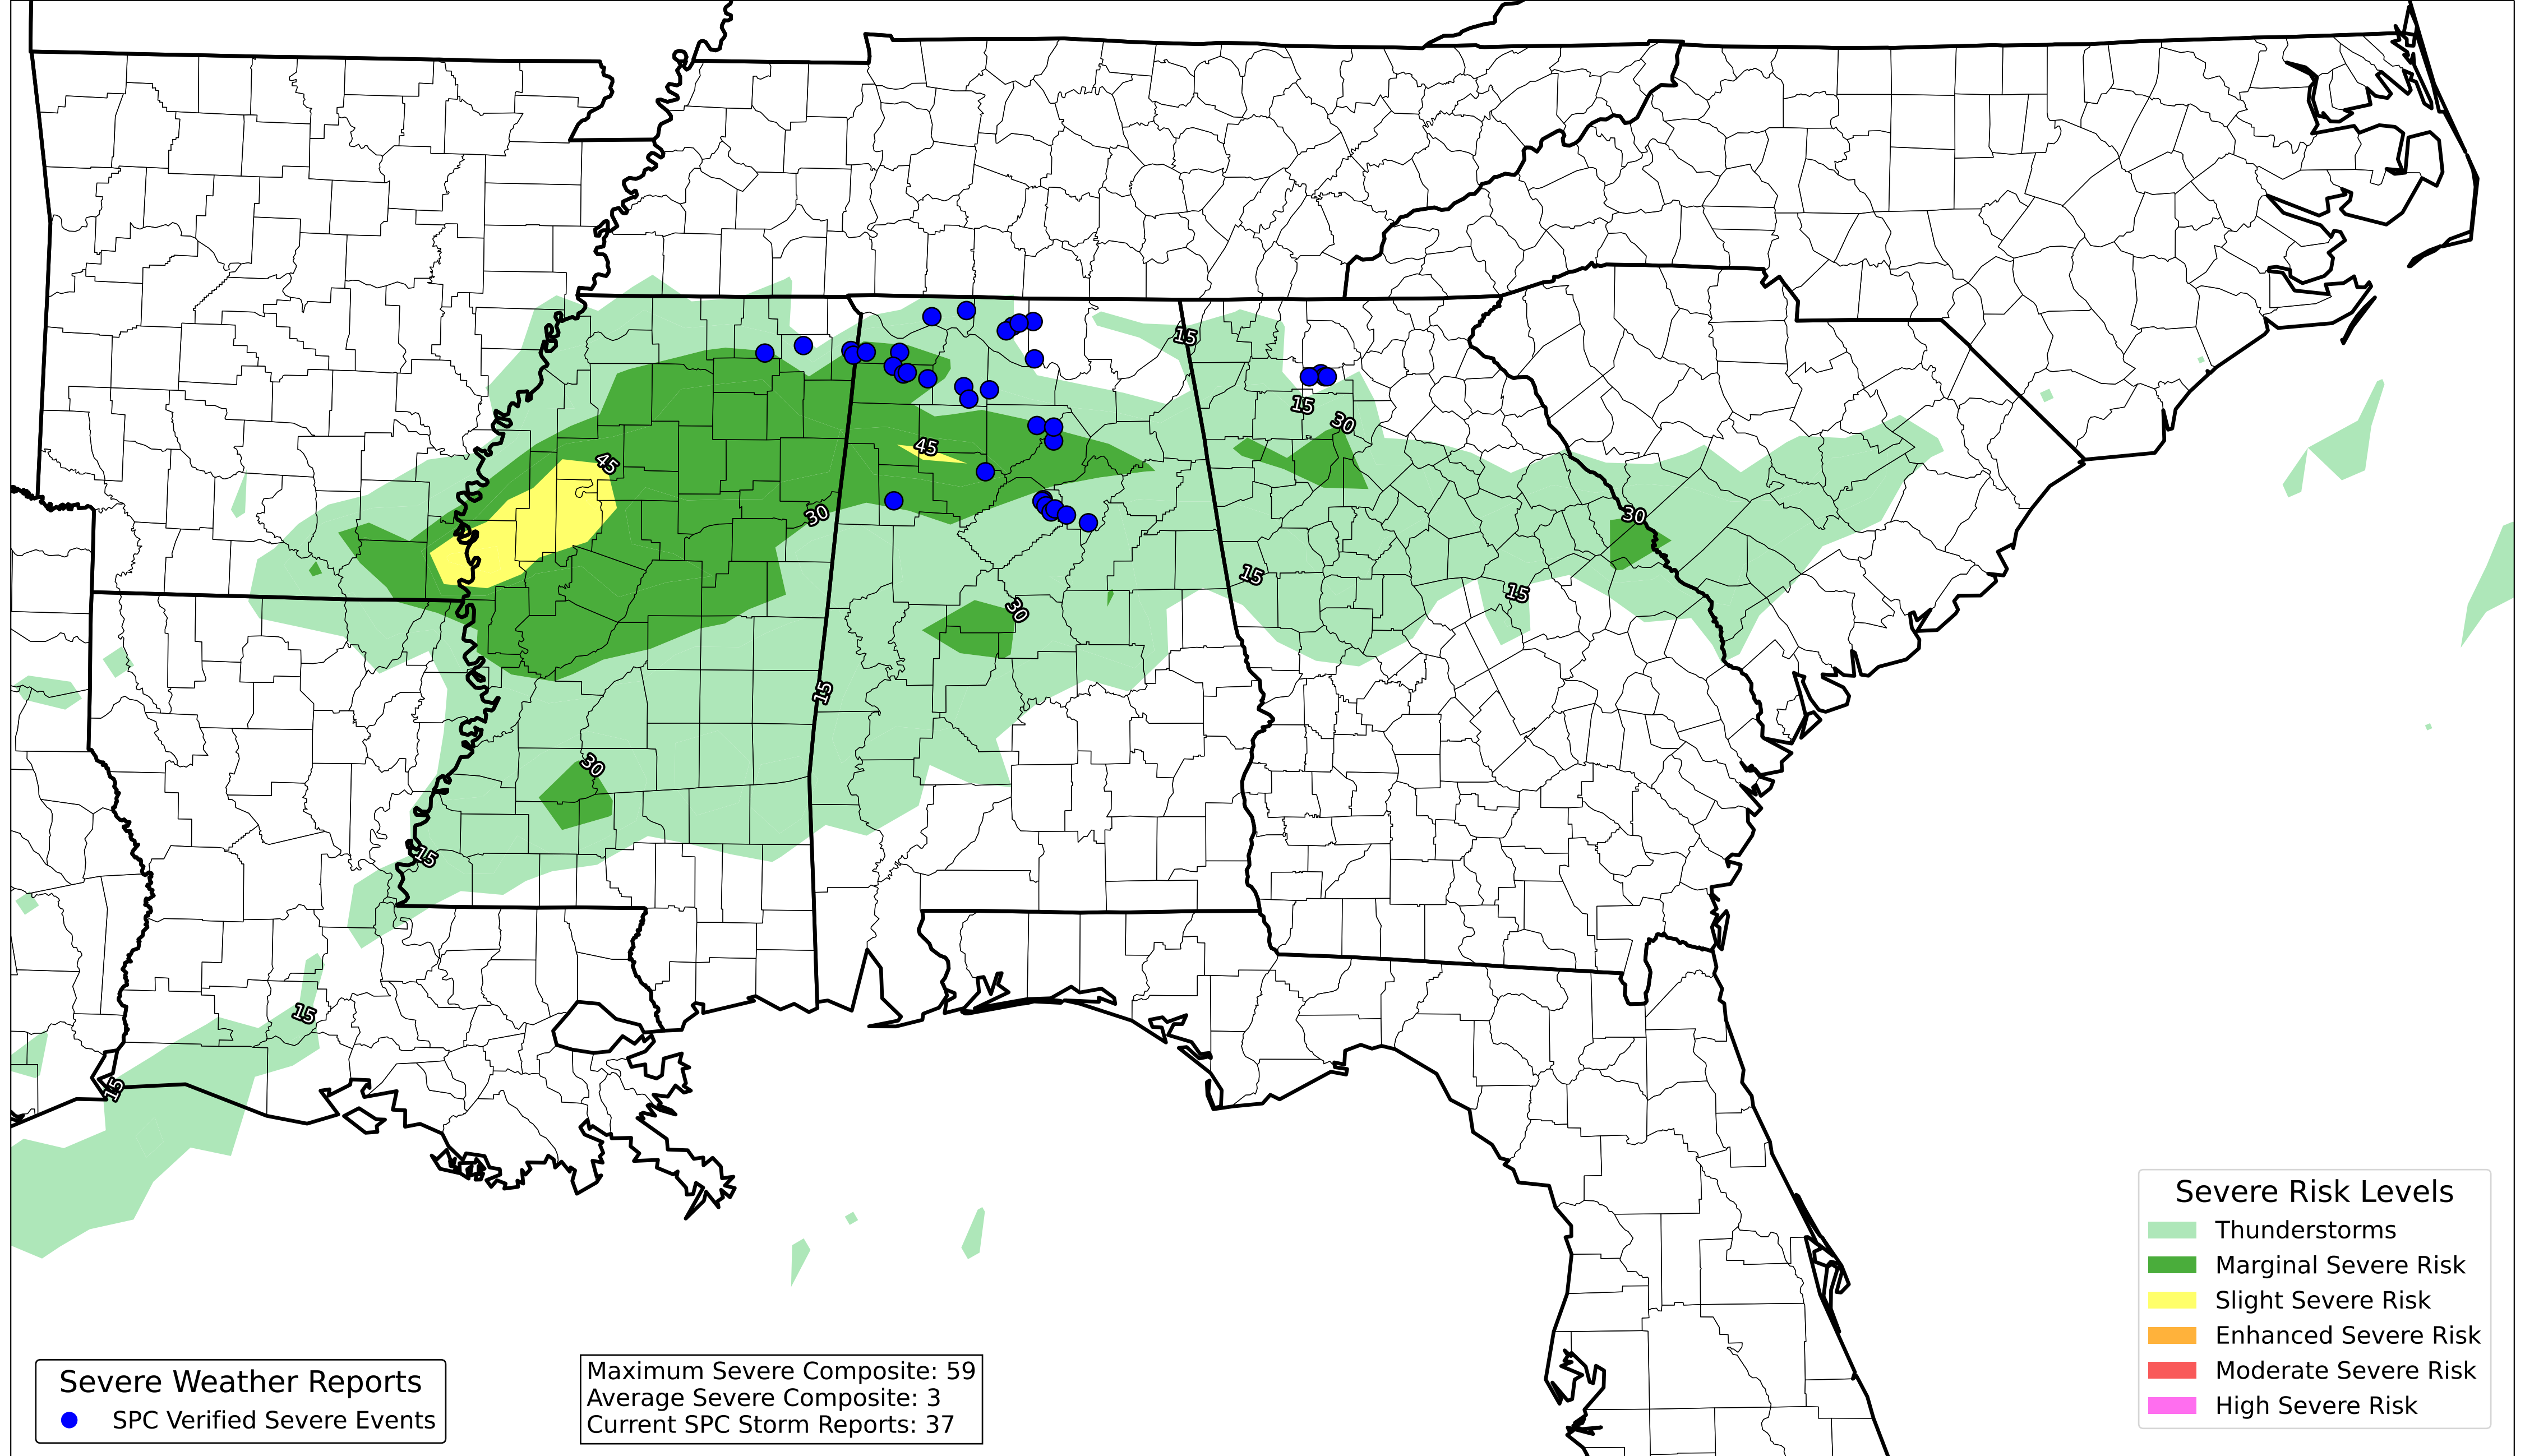 15
15
30
45
45
30
30
15
15
30
15
30
15
15
15
Severe Risk Levels
Thunderstorms
Marginal Severe Risk
Slight Severe Risk
Enhanced Severe Risk
Moderate Severe Risk
High Severe Risk
Severe Weather Reports
SPC Verified Severe Events
Maximum Severe Composite: 59
Average Severe Composite: 3
Current SPC Storm Reports: 37